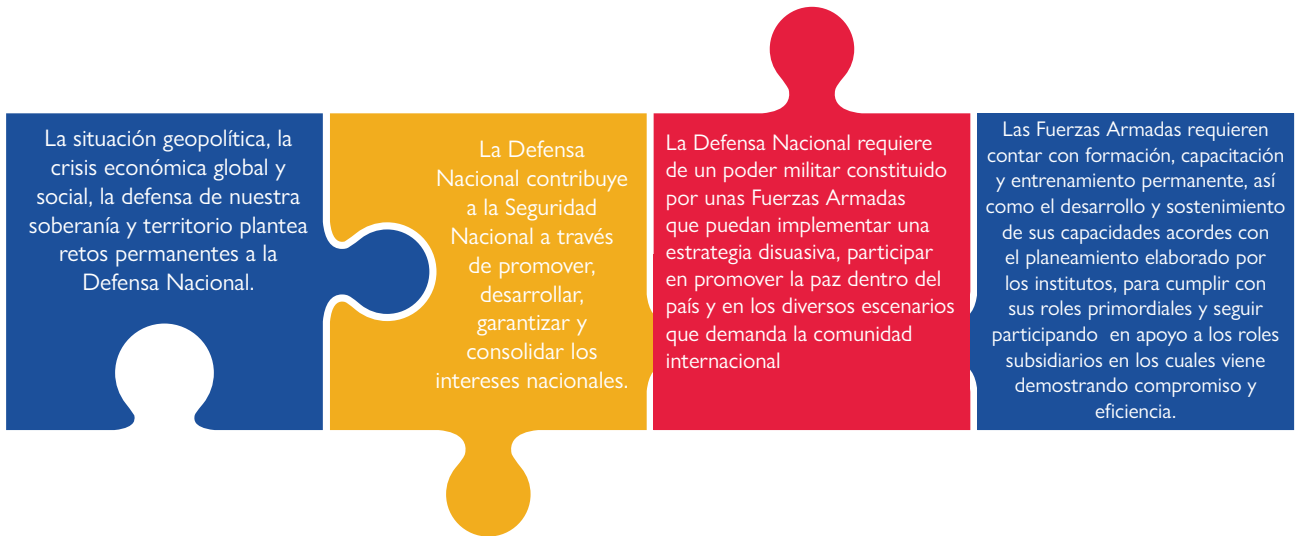 La situación geopolítica, la
crisis económica global y
social, la defensa de nuestra
soberanía y territorio plantea
retos permanentes a la
Defensa Nacional.
La Defensa
Nacional contribuye
a la Seguridad
Nacional a través
de promover,
desarrollar,
garantizar y
consolidar los
intereses nacionales.
La Defensa Nacional requiere
de un poder militar constituido
por unas Fuerzas Armadas
que puedan implementar una
estrategia disuasiva, participar
en promover la paz dentro del
país y en los diversos escenarios
que demanda la comunidad
internacional
Las Fuerzas Armadas requieren
contar con formación, capacitación
y entrenamiento permanente, así
como el desarrollo y sostenimiento
de sus capacidades acordes con
el planeamiento elaborado por
los institutos, para cumplir con
sus roles primordiales y seguir
participando en apoyo a los roles
subsidiarios en los cuales viene
demostrando compromiso y
eficiencia.